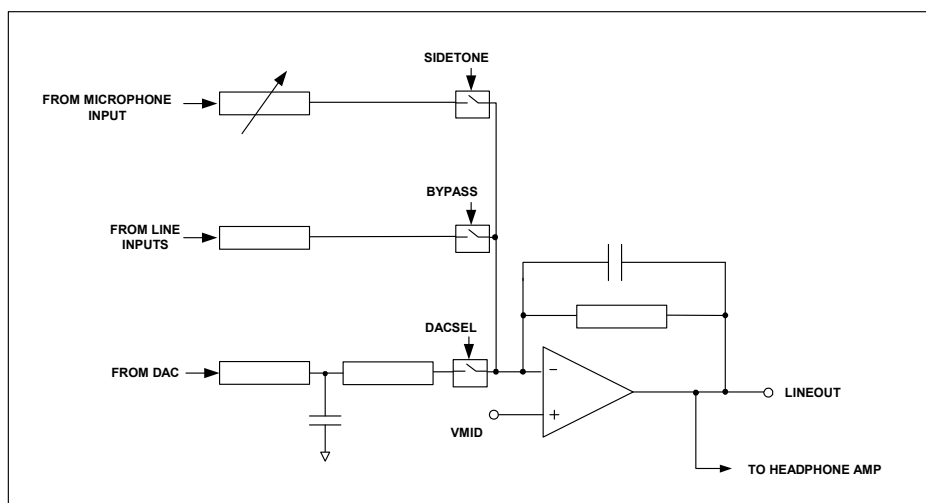 SIDETONE
FROM MICROPHONE
INPUT
BYPASS
FROM LINE
INPUTS
DACSEL
FROM DAC
−
+
VMID
LINEOUT
TO HEADPHONE AMP